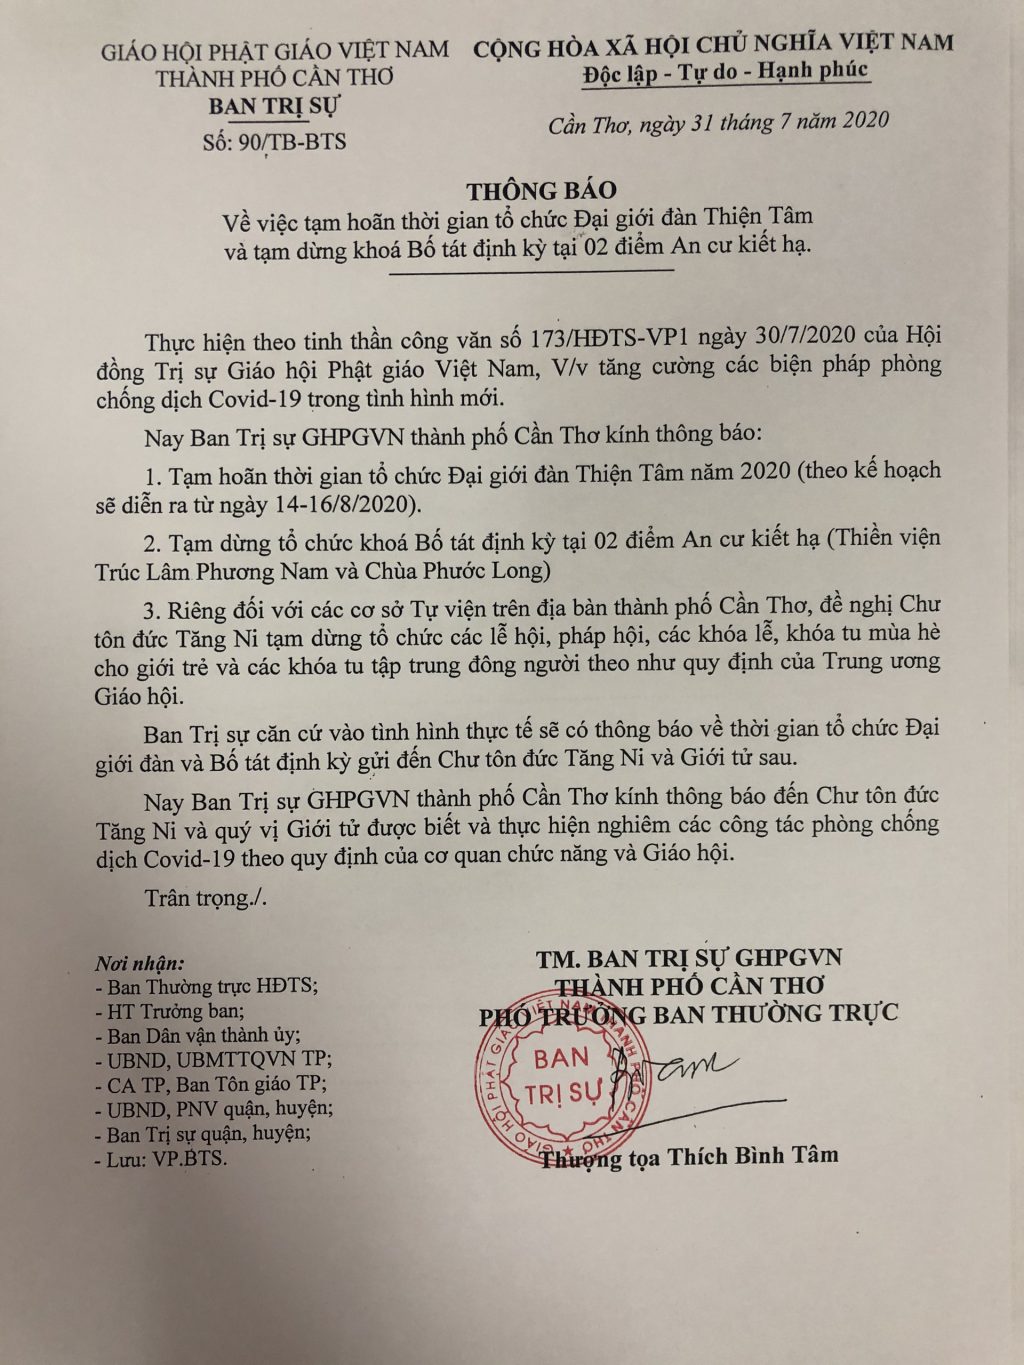 GIÁO HỘI PHẬT GIÁO VIỆT NAM
THÀNH PHỐ CẦN THƠ
BAN TRỊ SỰ
Số: 90/TB-BTS
CỘNG HÒA XÃ HỘI CHỦ NGHĨA VIỆT NAM
Độc lập - Tự do - Hạnh phúc
Cần Thơ, ngày 31 tháng 7 năm 2020
THÔNG BÁO
Về việc tạm hoãn thời gian tổ chức Đại giới đàn Thiện Tâm
và tạm dừng khoá Bố tát định kỳ tại 02 điểm An cư kiết hạ.
Thực hiện theo tinh thần công văn số 173/HĐTS-VP1 ngày 30/7/2020 của Hội
đồng Trị sự Giáo hội Phật giáo Việt Nam, V/v tăng cường các biện pháp phòng
chống dịch Covid-19 trong tình hình mới.
Nay Ban Trị sự GHPGVN thành phố Cần Thơ kính thông báo:
1. Tạm hoãn thời gian tổ chức Đại giới đàn Thiện Tâm năm 2020 (theo kế hoạch
sẽ diễn ra từ ngày 14-16/8/2020).
2. Tạm dừng tổ chức khoá Bố tát định kỳ tại 02 điểm An cư kiết hạ (Thiền viện
Trúc Lâm Phương Nam và Chùa Phước Long)
3. Riêng đối với các cơ sở Tự viện trên địa bàn thành phố Cần Thơ, đề nghị Chư
tôn đức Tăng Ni tạm dừng tổ chức các lễ hội, pháp hội, các khóa lễ, khóa tu mùa hè
cho giới trẻ và các khóa tu tập trung đông người theo như quy định của Trung ương
Giáo hội.
Ban Trị sự căn cứ vào tình hình thực tế sẽ có thông báo về thời gian tổ chức Đại
giới đàn và Bố tát định kỳ gửi đến Chư tôn đức Tăng Ni và Giới tử sau.
Nay Ban Trị sự GHPGVN thành phố Cần Thơ kính thông báo đến Chư tôn đức
Tăng Ni và quý vị Giới tử được biết và thực hiện nghiêm các công tác phòng chống
dịch Covid-19 theo quy định của cơ quan chức năng và Giáo hội.
Trân trọng./.
Nơi nhận:
- Ban Thường trực HĐTS;
- HT Trưởng ban;
- Ban Dân vận thành ủy;
- UBND, UBMTTQVN TP;
- CA TP, Ban Tôn giáo TP;
- UBND, PNV quận, huyện;
- Ban Trị sự quận, huyện;
- Lưu: VP.BTS.
TM. BAN TRỊ SỰ GHPGVN
THÀNH PHỐ CẦN THƠ
PHÓ TRƯỞNG BAN THƯỜNG TRỰC
GIÁO HỘI PHẬT GIÁO VIỆT NAM THÀNH PHỐ CẦN THƠ
BAN
TRỊ SỰ
Thượng tọa Thích Bình Tâm